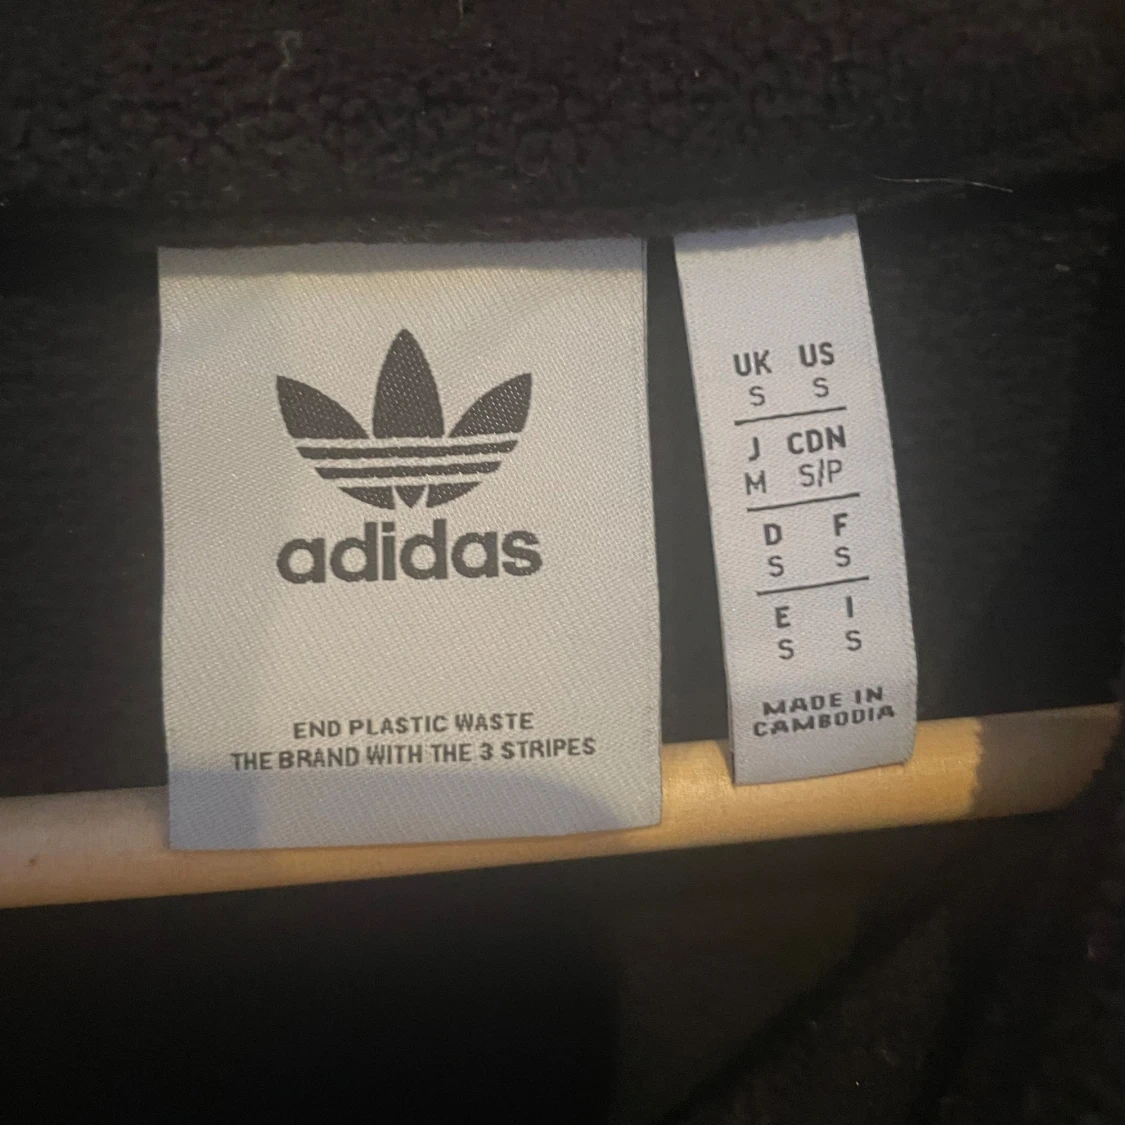 adidas
END PLASTIC WASTE
THE BRAND WITH THE 3 STRIPES
UK US
S S
J CDN
M S/P
D F
S S
E I
S S
MADE IN
CAMBODIA